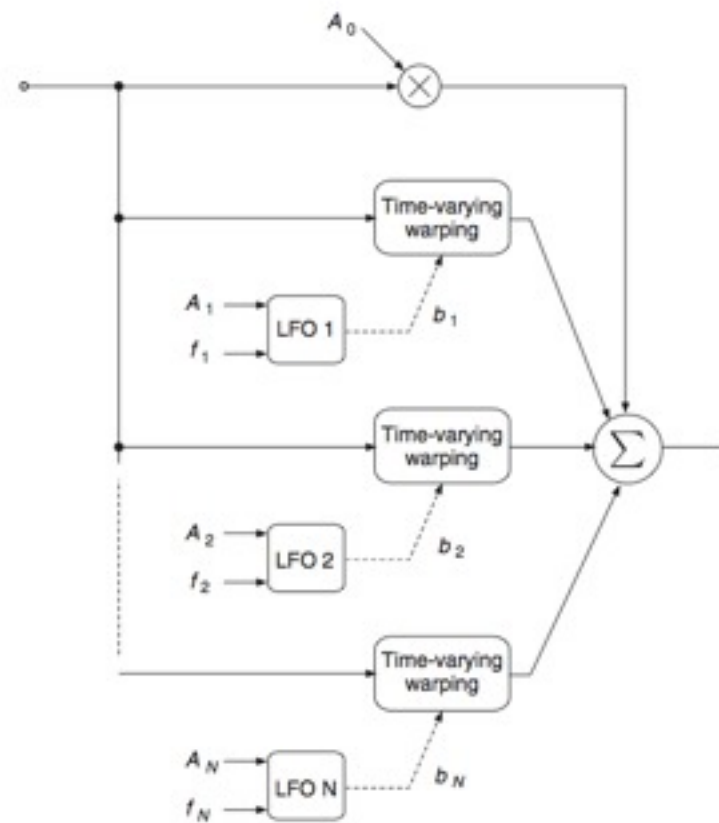 A0
×
Time-varying
warping
A1
LFO 1
b1
f1
Time-varying
warping
Σ
A2
LFO 2
b2
f2
Time-varying
warping
AN
LFO N
bN
fN